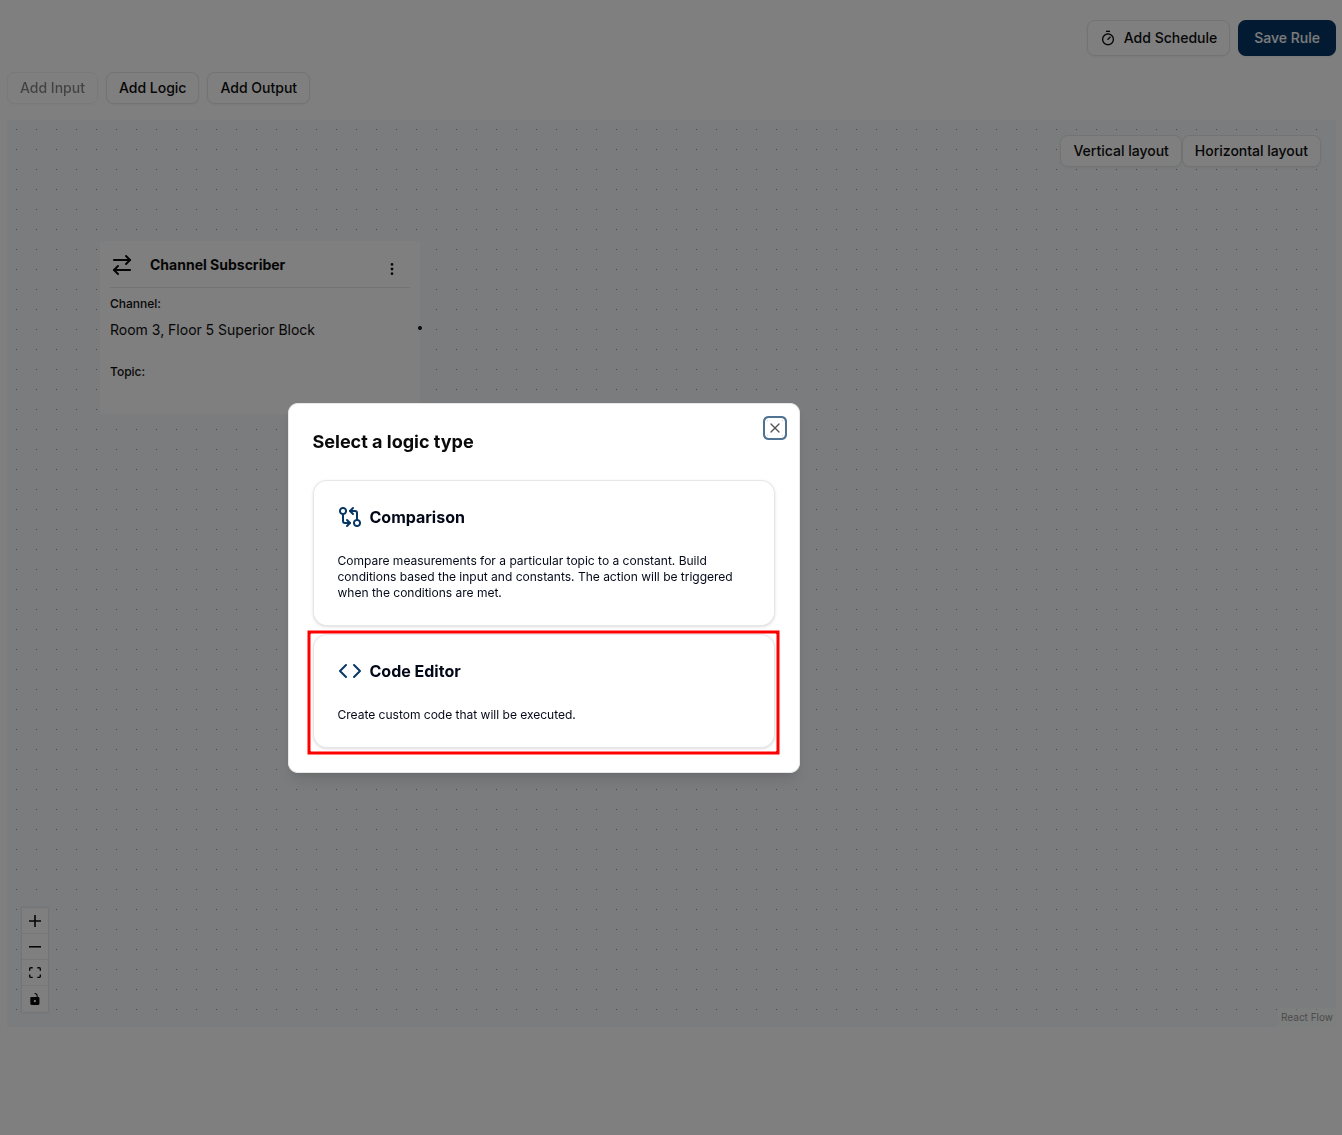 Add Schedule
Save Rule
Add Input
Add Logic
Add Output
Vertical layout
Horizontal layout
Channel Subscriber
Channel:
Room 3, Floor 5 Superior Block
Topic:
Select a logic type
Comparison
Compare measurements for a particular topic to a constant. Build
conditions based the input and constants. The action will be triggered
when the conditions are met.
Code Editor
Create custom code that will be executed.
React Flow